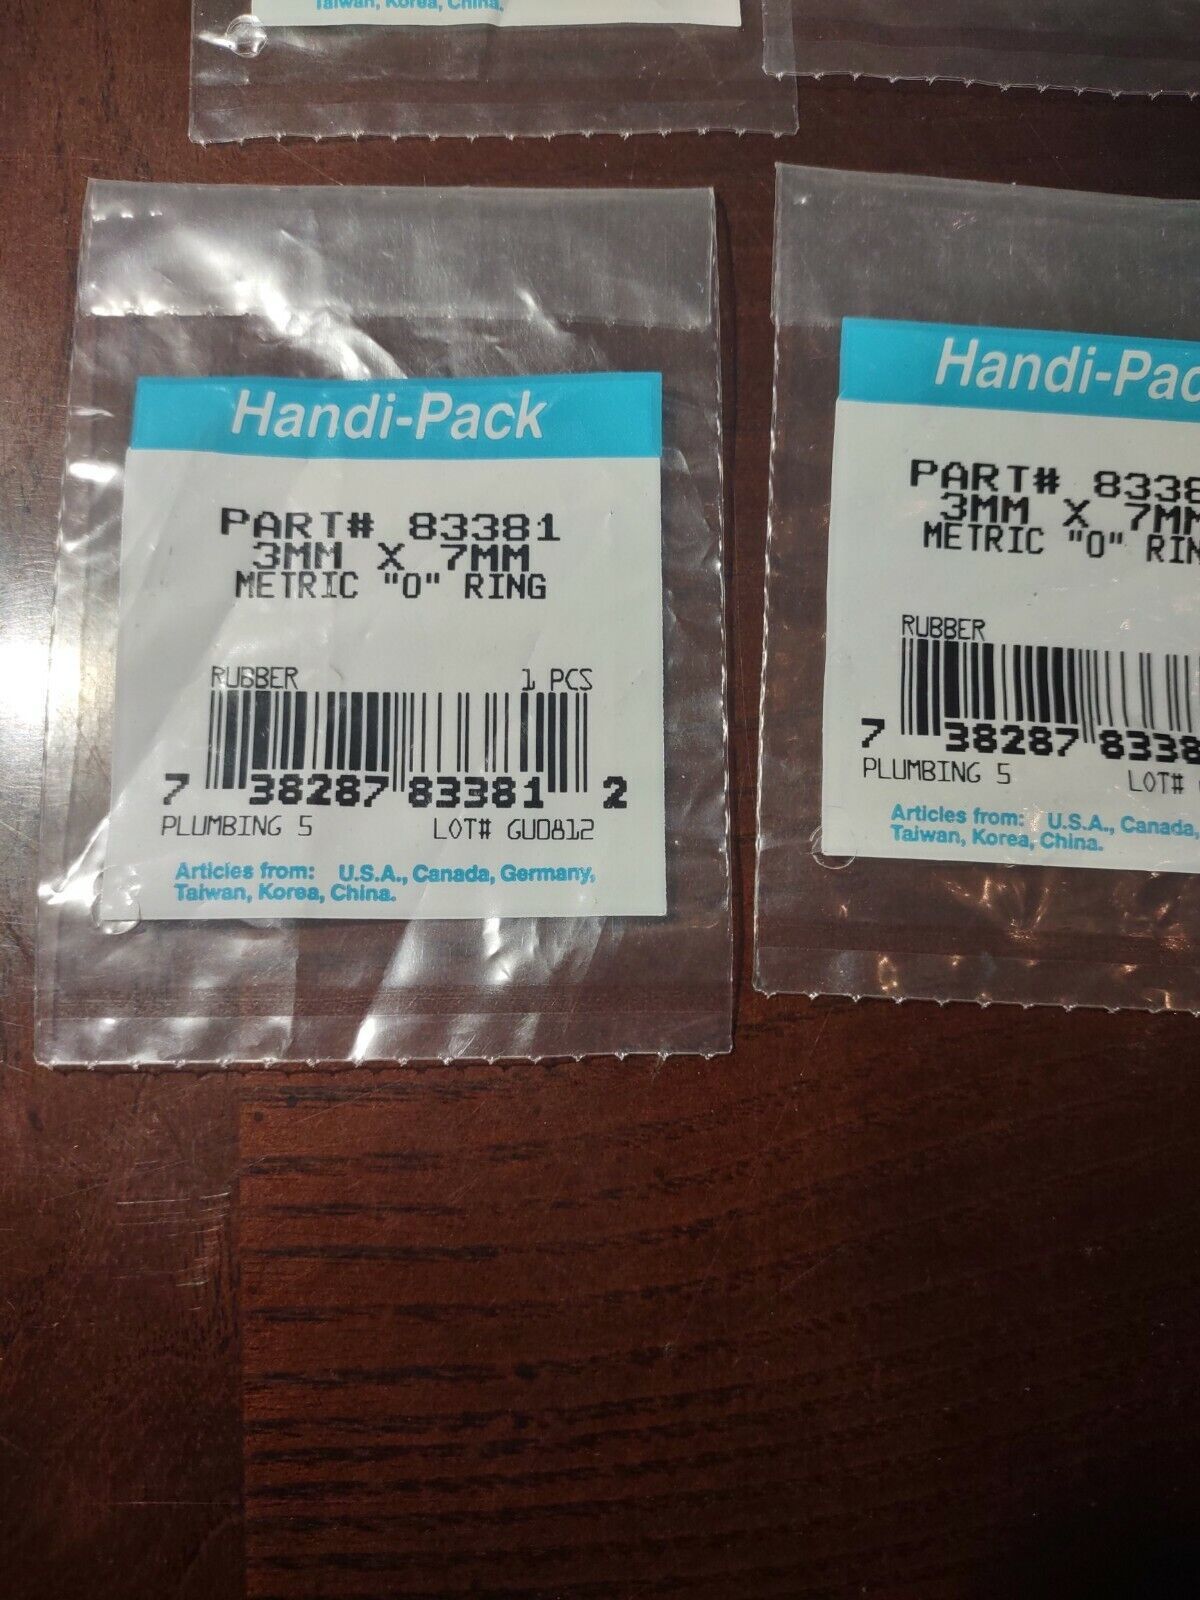 Taiwan, Korea, China.
Handi-Pack
PART# 83381
3MM X 7MM
METRIC "O" RING
RUBBER 1 PCS
7 38287 83381 2
PLUMBING 5 LOT# GU0812
Articles from: U.S.A., Canada, Germany,
Taiwan, Korea, China.
Handi-Pac
PART# 8338
3MM X 7MM
METRIC "O" RIN
RUBBER
7 38287 8338
PLUMBING 5 LOT#
Articles from: U.S.A., Canada,
Taiwan, Korea, China.